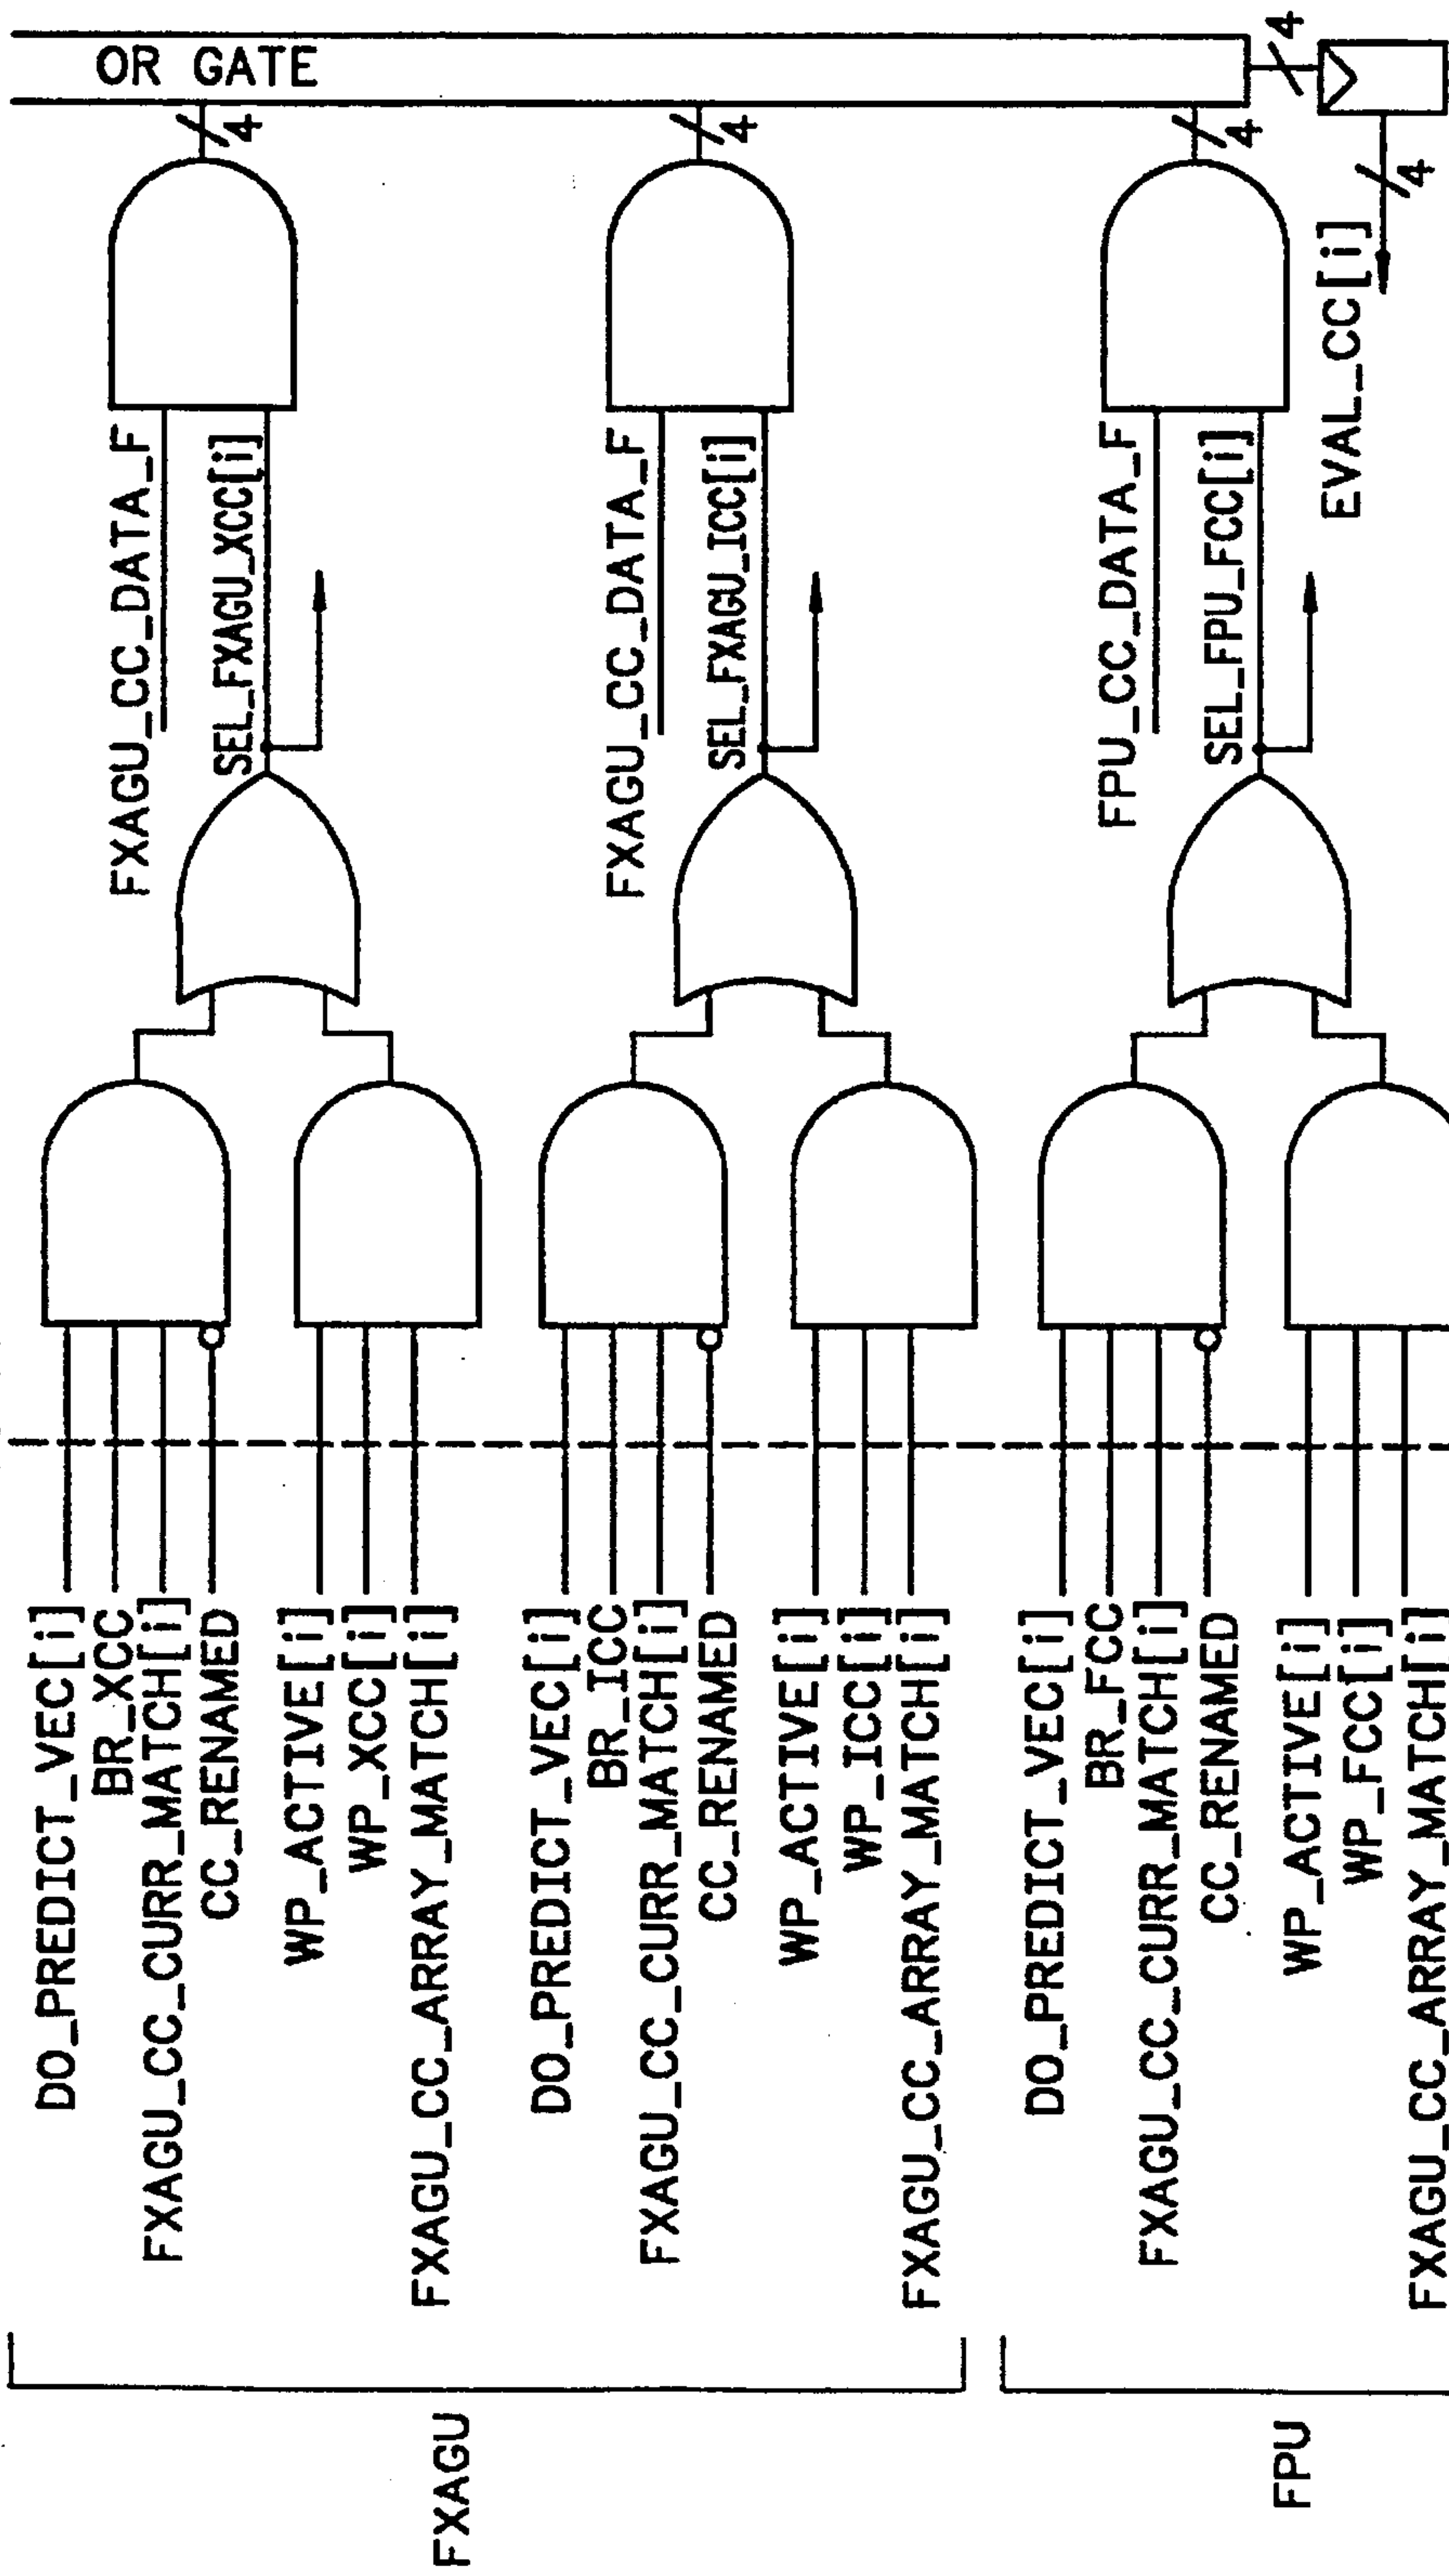 OR GATE
4
4
4
4
4
FXAGU_CC_DATA_F
SEL_FXAGU_XCC[i]
FXAGU_CC_DATA_F
SEL_FXAGU_ICC[i]
FPU_CC_DATA_F
SEL_FPU_FCC[i]
EVAL_CC[i]
FXAGU
DO_PREDICT_VEC[i]
BR_XCC
FXAGU_CC_CURR_MATCH[i]
CC_RENAMED
WP_ACTIVE[i]
WP_XCC[i]
FXAGU_CC_ARRAY_MATCH[i]
DO_PREDICT_VEC[i]
BR_ICC
FXAGU_CC_CURR_MATCH[i]
CC_RENAMED
WP_ACTIVE[i]
WP_ICC[i]
FXAGU_CC_ARRAY_MATCH[i]
FPU
DO_PREDICT_VEC[i]
BR_FCC
FXAGU_CC_CURR_MATCH[i]
CC_RENAMED
WP_ACTIVE[i]
WP_FCC[i]
FXAGU_CC_ARRAY_MATCH[i]